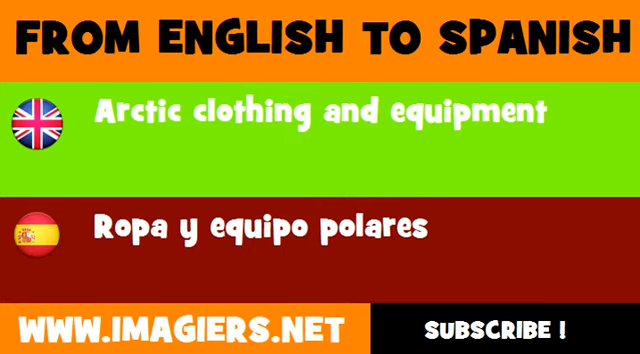 FROM ENGLISH TO SPANISH
Arctic clothing and equipment
Ropa y equipo polares
WWW.IMAGIERS.NET
SUBSCRIBE !